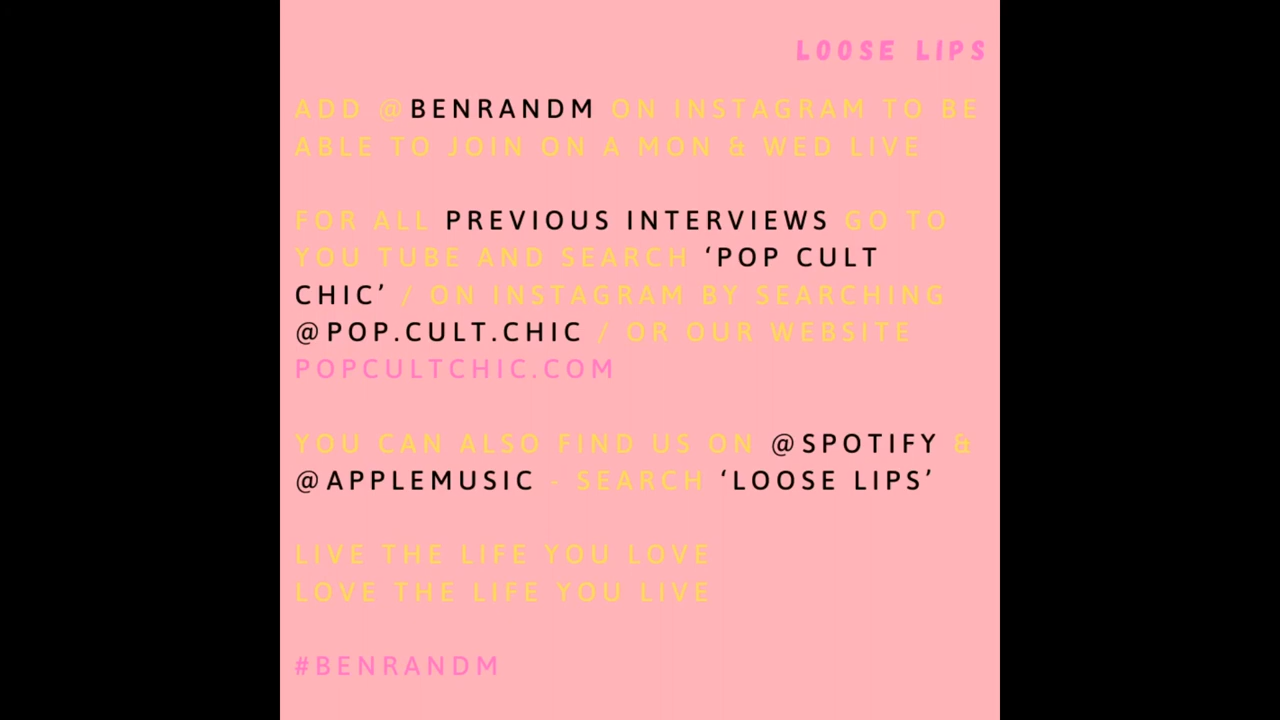 LOOSE LIPS
ADD @BENRANDM ON INSTAGRAM TO BE
ABLE TO JOIN ON A MON & WED LIVE
FOR ALL PREVIOUS INTERVIEWS GO TO
YOU TUBE AND SEARCH ‘POP CULT
CHIC’ / ON INSTAGRAM BY SEARCHING
@POP.CULT.CHIC / OR OUR WEBSITE
POPCULTCHIC.COM
YOU CAN ALSO FIND US ON @SPOTIFY &
@APPLEMUSIC - SEARCH ‘LOOSE LIPS’
LIVE THE LIFE YOU LOVE
LOVE THE LIFE YOU LIVE
#BENRANDM